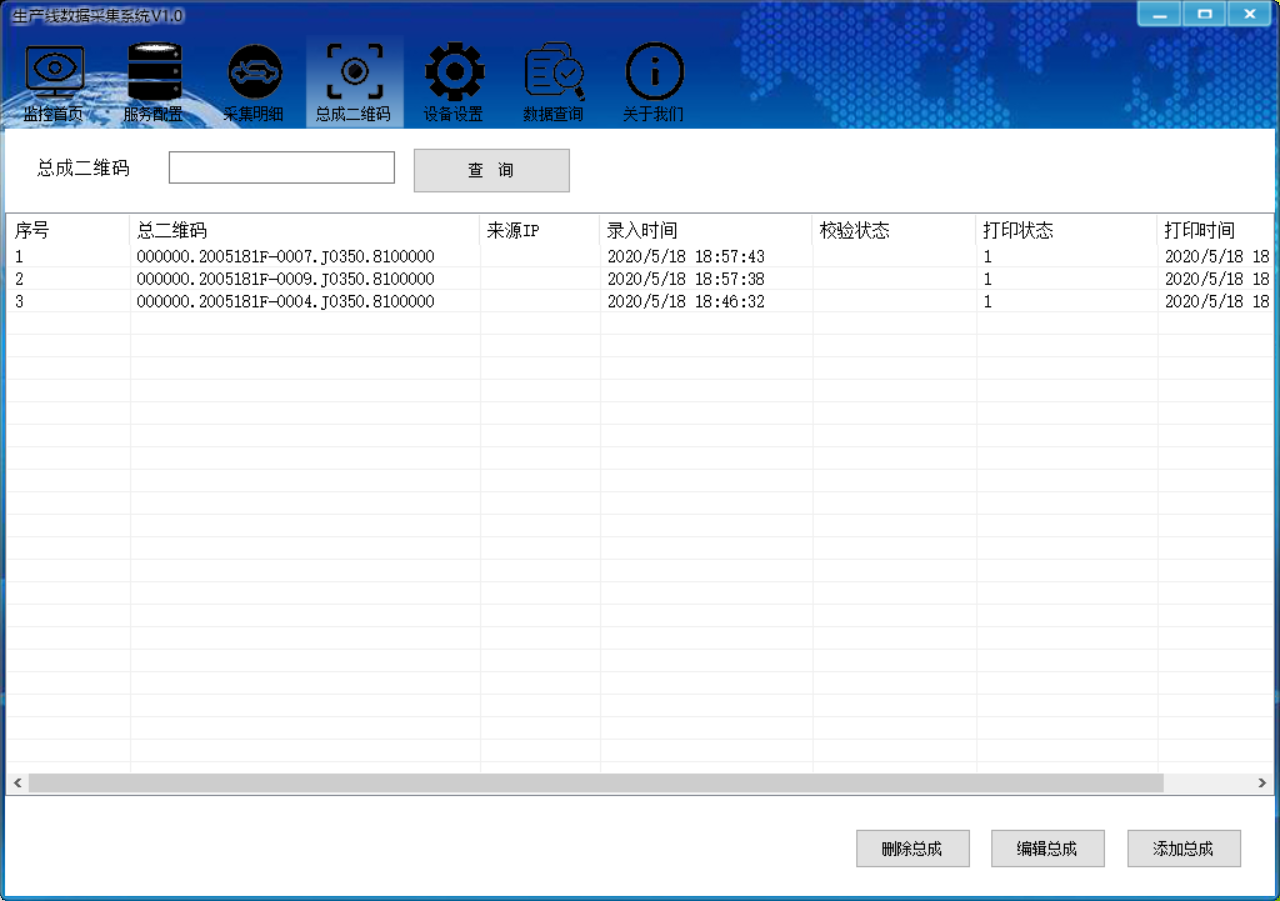 生产线数据采集系统V1.0
监控首页 服务配置 采集明细 总成二维码 设备设置 数据查询 关于我们
总成二维码 查 询
序号 总二维码 来源IP 录入时间 校验状态 打印状态 打印时间
1 000000.2005181F-0007.J0350.8100000 2020/5/18 18:57:43 1 2020/5/18 18
2 000000.2005181F-0009.J0350.8100000 2020/5/18 18:57:38 1 2020/5/18 18
3 000000.2005181F-0004.J0350.8100000 2020/5/18 18:46:32 1 2020/5/18 18
删除总成 编辑总成 添加总成